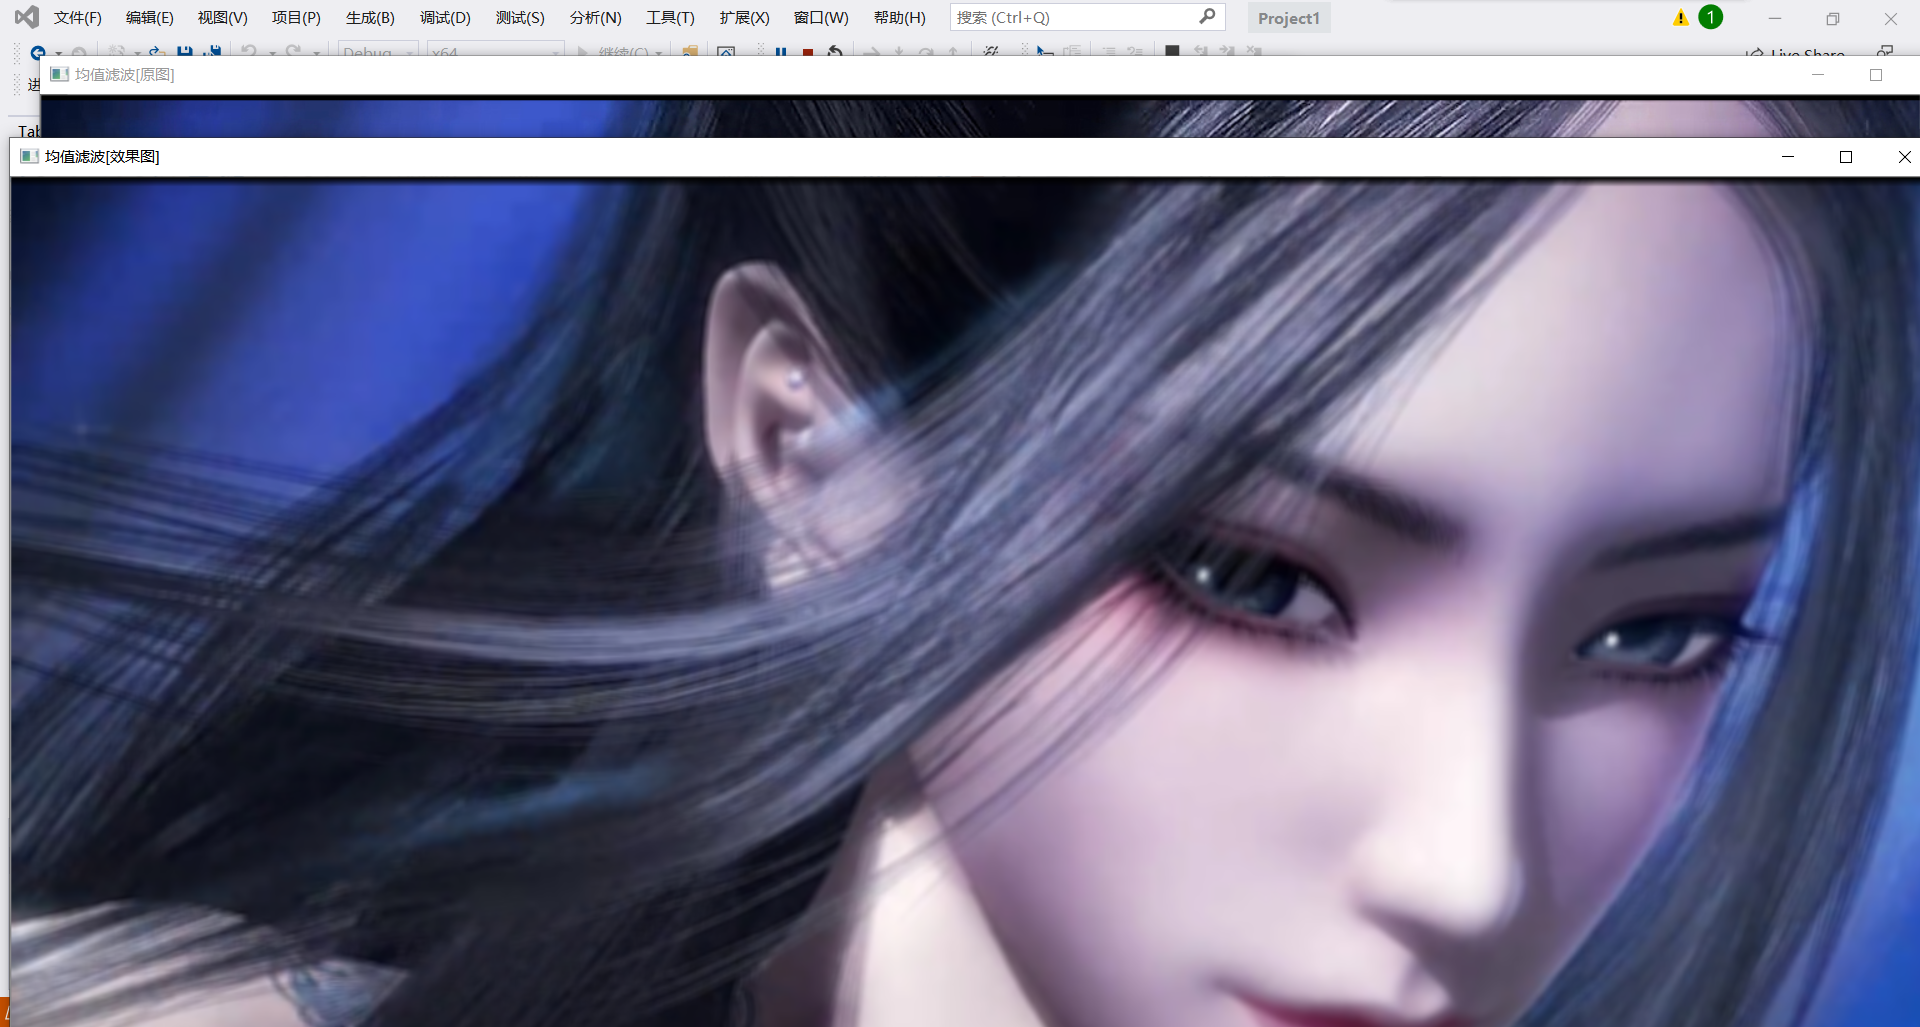 文件(F) 编辑(E) 视图(V) 项目(P) 生成(B) 调试(D) 测试(S) 分析(N) 工具(T) 扩展(X) 窗口(W) 帮助(H) 搜索 (Ctrl+Q) Project1 1
Debug x64 继续(C) Live Share
进
均值滤波[原图]
Tab
均值滤波[效果图]